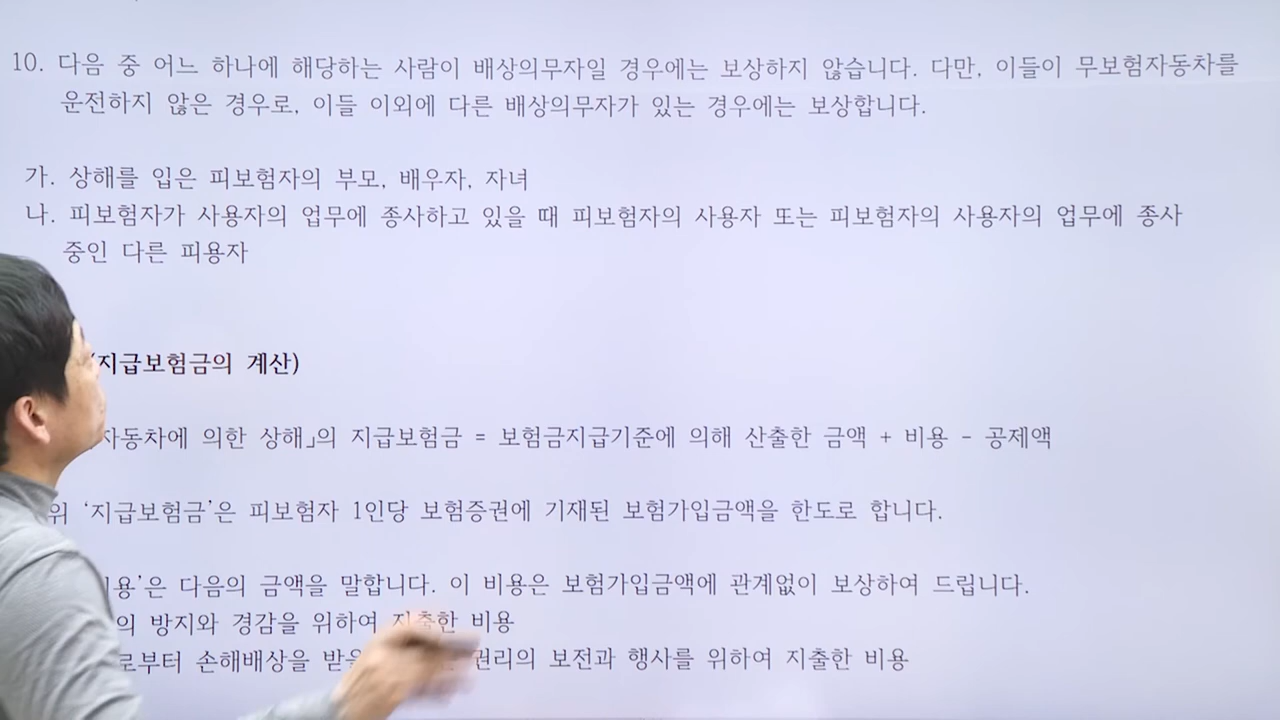 10. 다음 중 어느 하나에 해당하는 사람이 배상의무자일 경우에는 보상하지 않습니다. 다만, 이들이 무보험자동차를
운전하지 않은 경우로, 이들 이외에 다른 배상의무자가 있는 경우에는 보상합니다.
가. 상해를 입은 피보험자의 부모, 배우자, 자녀
나. 피보험자가 사용자의 업무에 종사하고 있을 때 피보험자의 사용자 또는 피보험자의 사용자의 업무에 종사
중인 다른 피용자
(지급보험금의 계산)
자동차에 의한 상해」의 지급보험금 = 보험금지급기준에 의해 산출한 금액 + 비용 - 공제액
위 ‘지급보험금’은 피보험자 1인당 보험증권에 기재된 보험가입금액을 한도로 합니다.
비용’은 다음의 금액을 말합니다. 이 비용은 보험가입금액에 관계없이 보상하여 드립니다.
의 방지와 경감을 위하여 지출한 비용
로부터 손해배상을 받을 권리의 보전과 행사를 위하여 지출한 비용